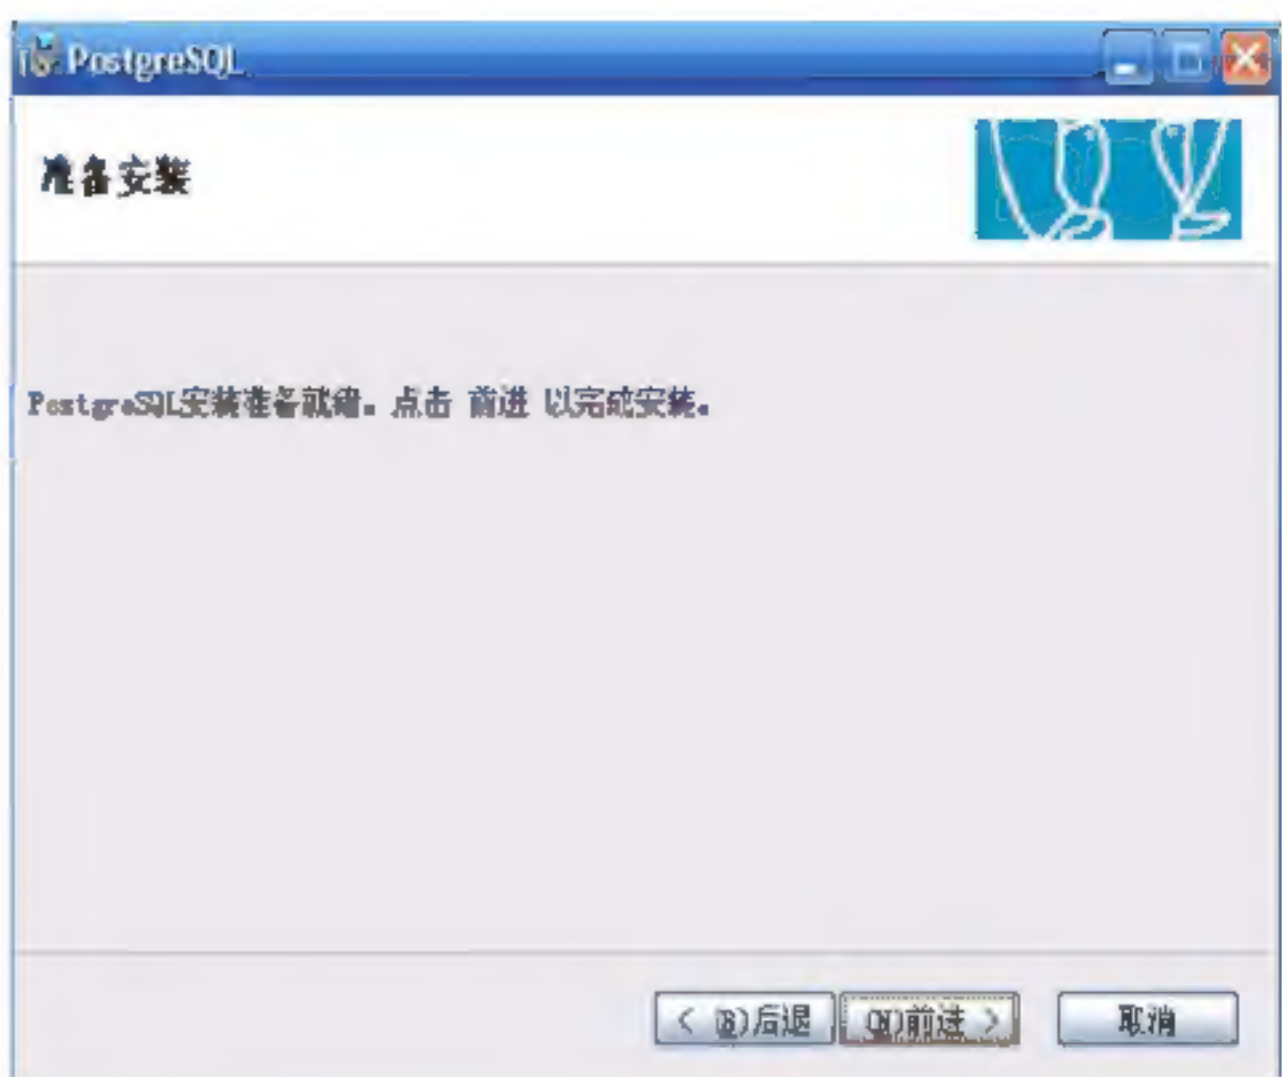 PostgreSQL
准备安装
PostgreSQL安装准备就绪。点击 前进 以完成安装。
< (B)后退
(N)前进 >
取消